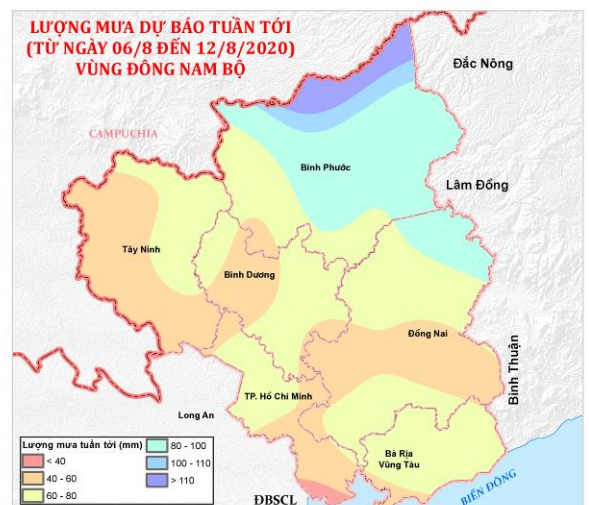 LƯỢNG MƯA DỰ BÁO TUẦN TỚI
(TỪ NGÀY 06/8 ĐẾN 12/8/2020)
VÙNG ĐÔNG NAM BỘ
Đắc Nông
CAMPUCHIA
Bình Phước
Lâm Đồng
Tây Ninh
Bình Dương
Đồng Nai
Bình Thuận
TP. Hồ Chí Minh
Long An
Bà Rịa
Vũng Tàu
BIỂN ĐÔNG
ĐBSCL
Lượng mưa tuần tới (mm)
< 40
40 - 60
60 - 80
80 - 100
100 - 110
> 110